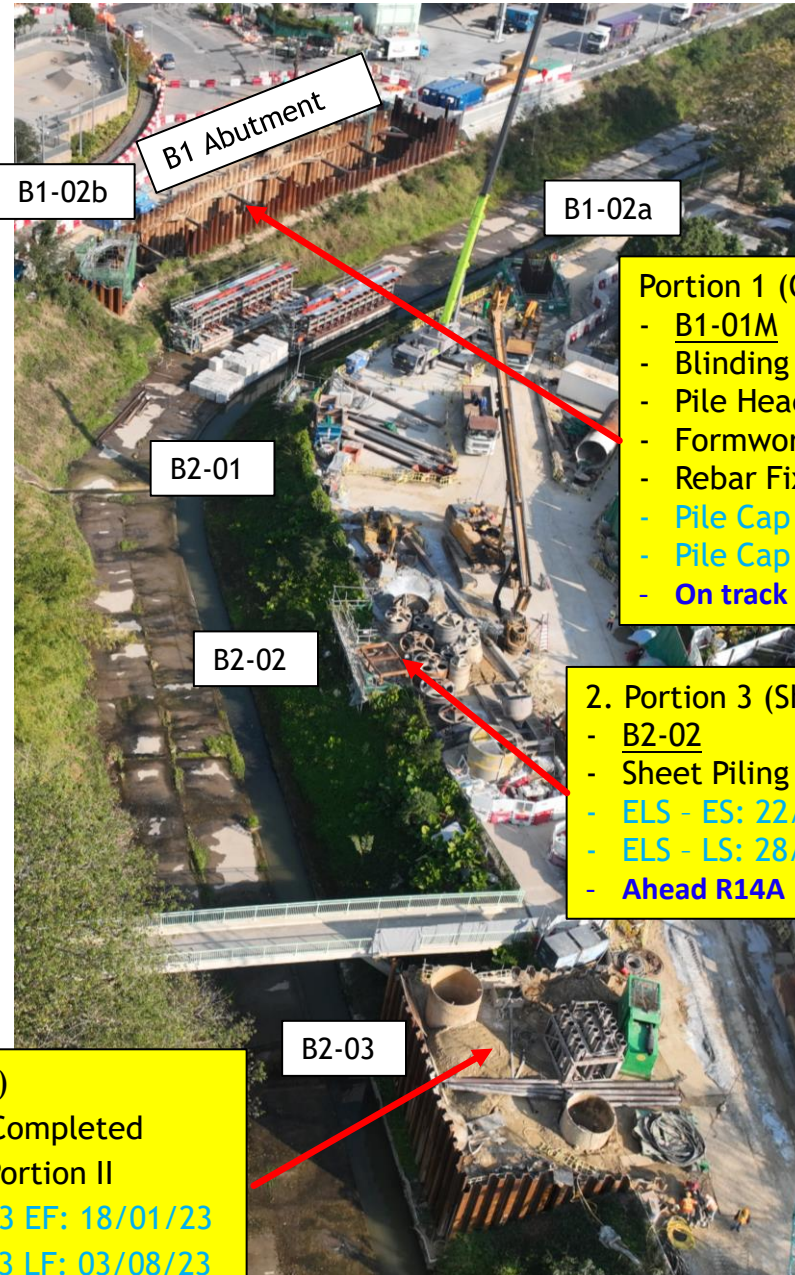 B1 Abutment
B1-02b
B1-02a
Portion 1 (
- B1-01M
- Blinding
- Pile Hea
- Formwor
- Rebar Fi
- Pile Cap
- Pile Cap
- On track
B2-01
B2-02
2. Portion 3 (S
- B2-02
- Sheet Piling
- ELS - ES: 22/
- ELS - LS: 28/
- Ahead R14A
B2-03
)
Completed
ortion II
3 EF: 18/01/23
3 LF: 03/08/23